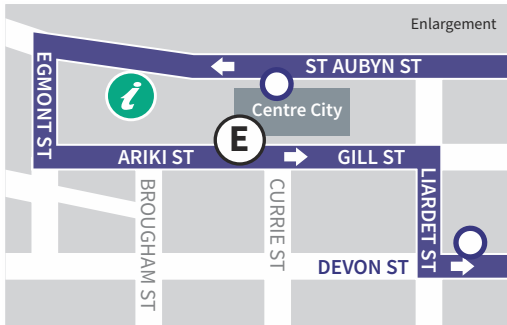 Enlargement
ST AUBYN ST
EGMONT ST
i
Centre City
E
ARIKI ST
GILL ST
LIARDET ST
BROUGHAM ST
CURRIE ST
DEVON ST